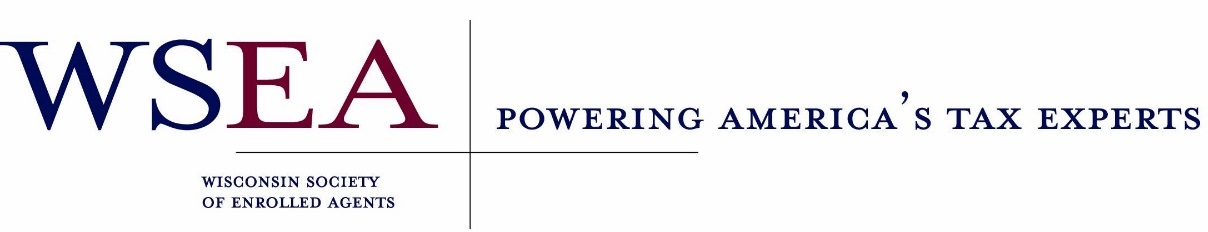 WSEA
WISCONSIN SOCIETY
OF ENROLLED AGENTS
POWERING AMERICA'S TAX EXPERTS